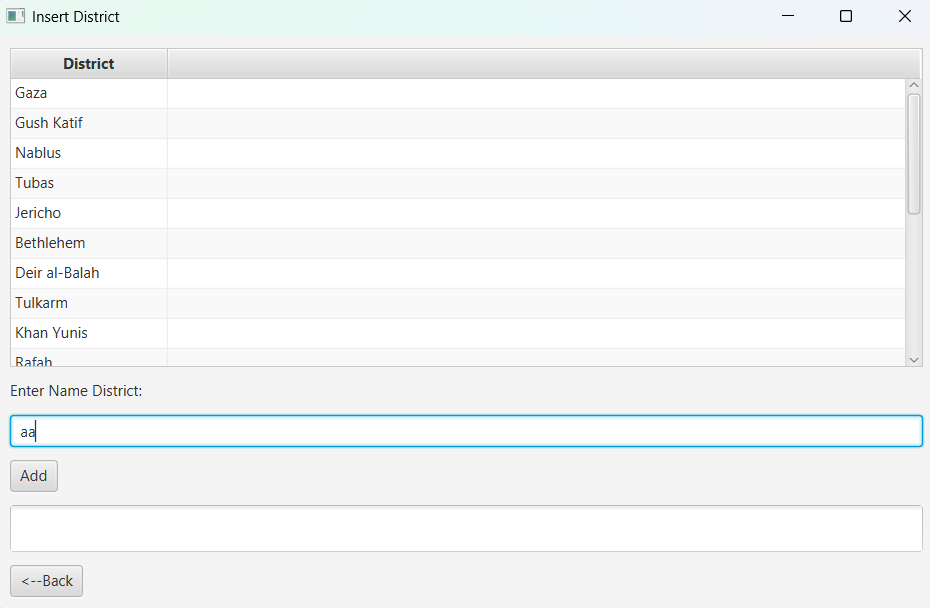 Insert District
District
Gaza
Gush Katif
Nablus
Tubas
Jericho
Bethlehem
Deir al-Balah
Tulkarm
Khan Yunis
Rafah
Enter Name District:
aa
Add
<--Back